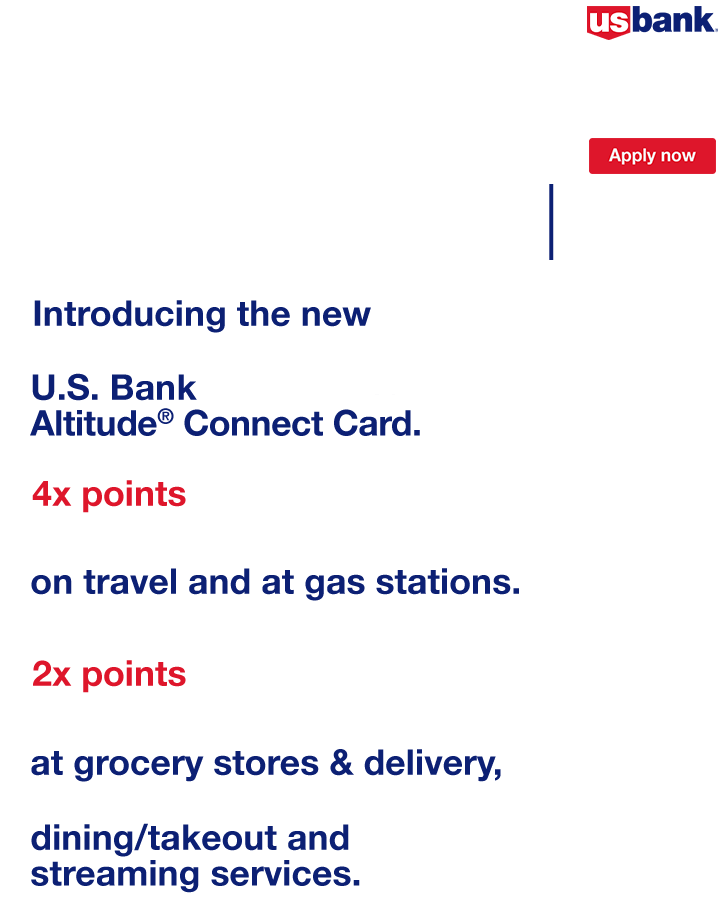 usbank
Apply now
Introducing the new
U.S. Bank
Altitude® Connect Card.
4x points
on travel and at gas stations.
2x points
at grocery stores & delivery,
dining/takeout and
streaming services.